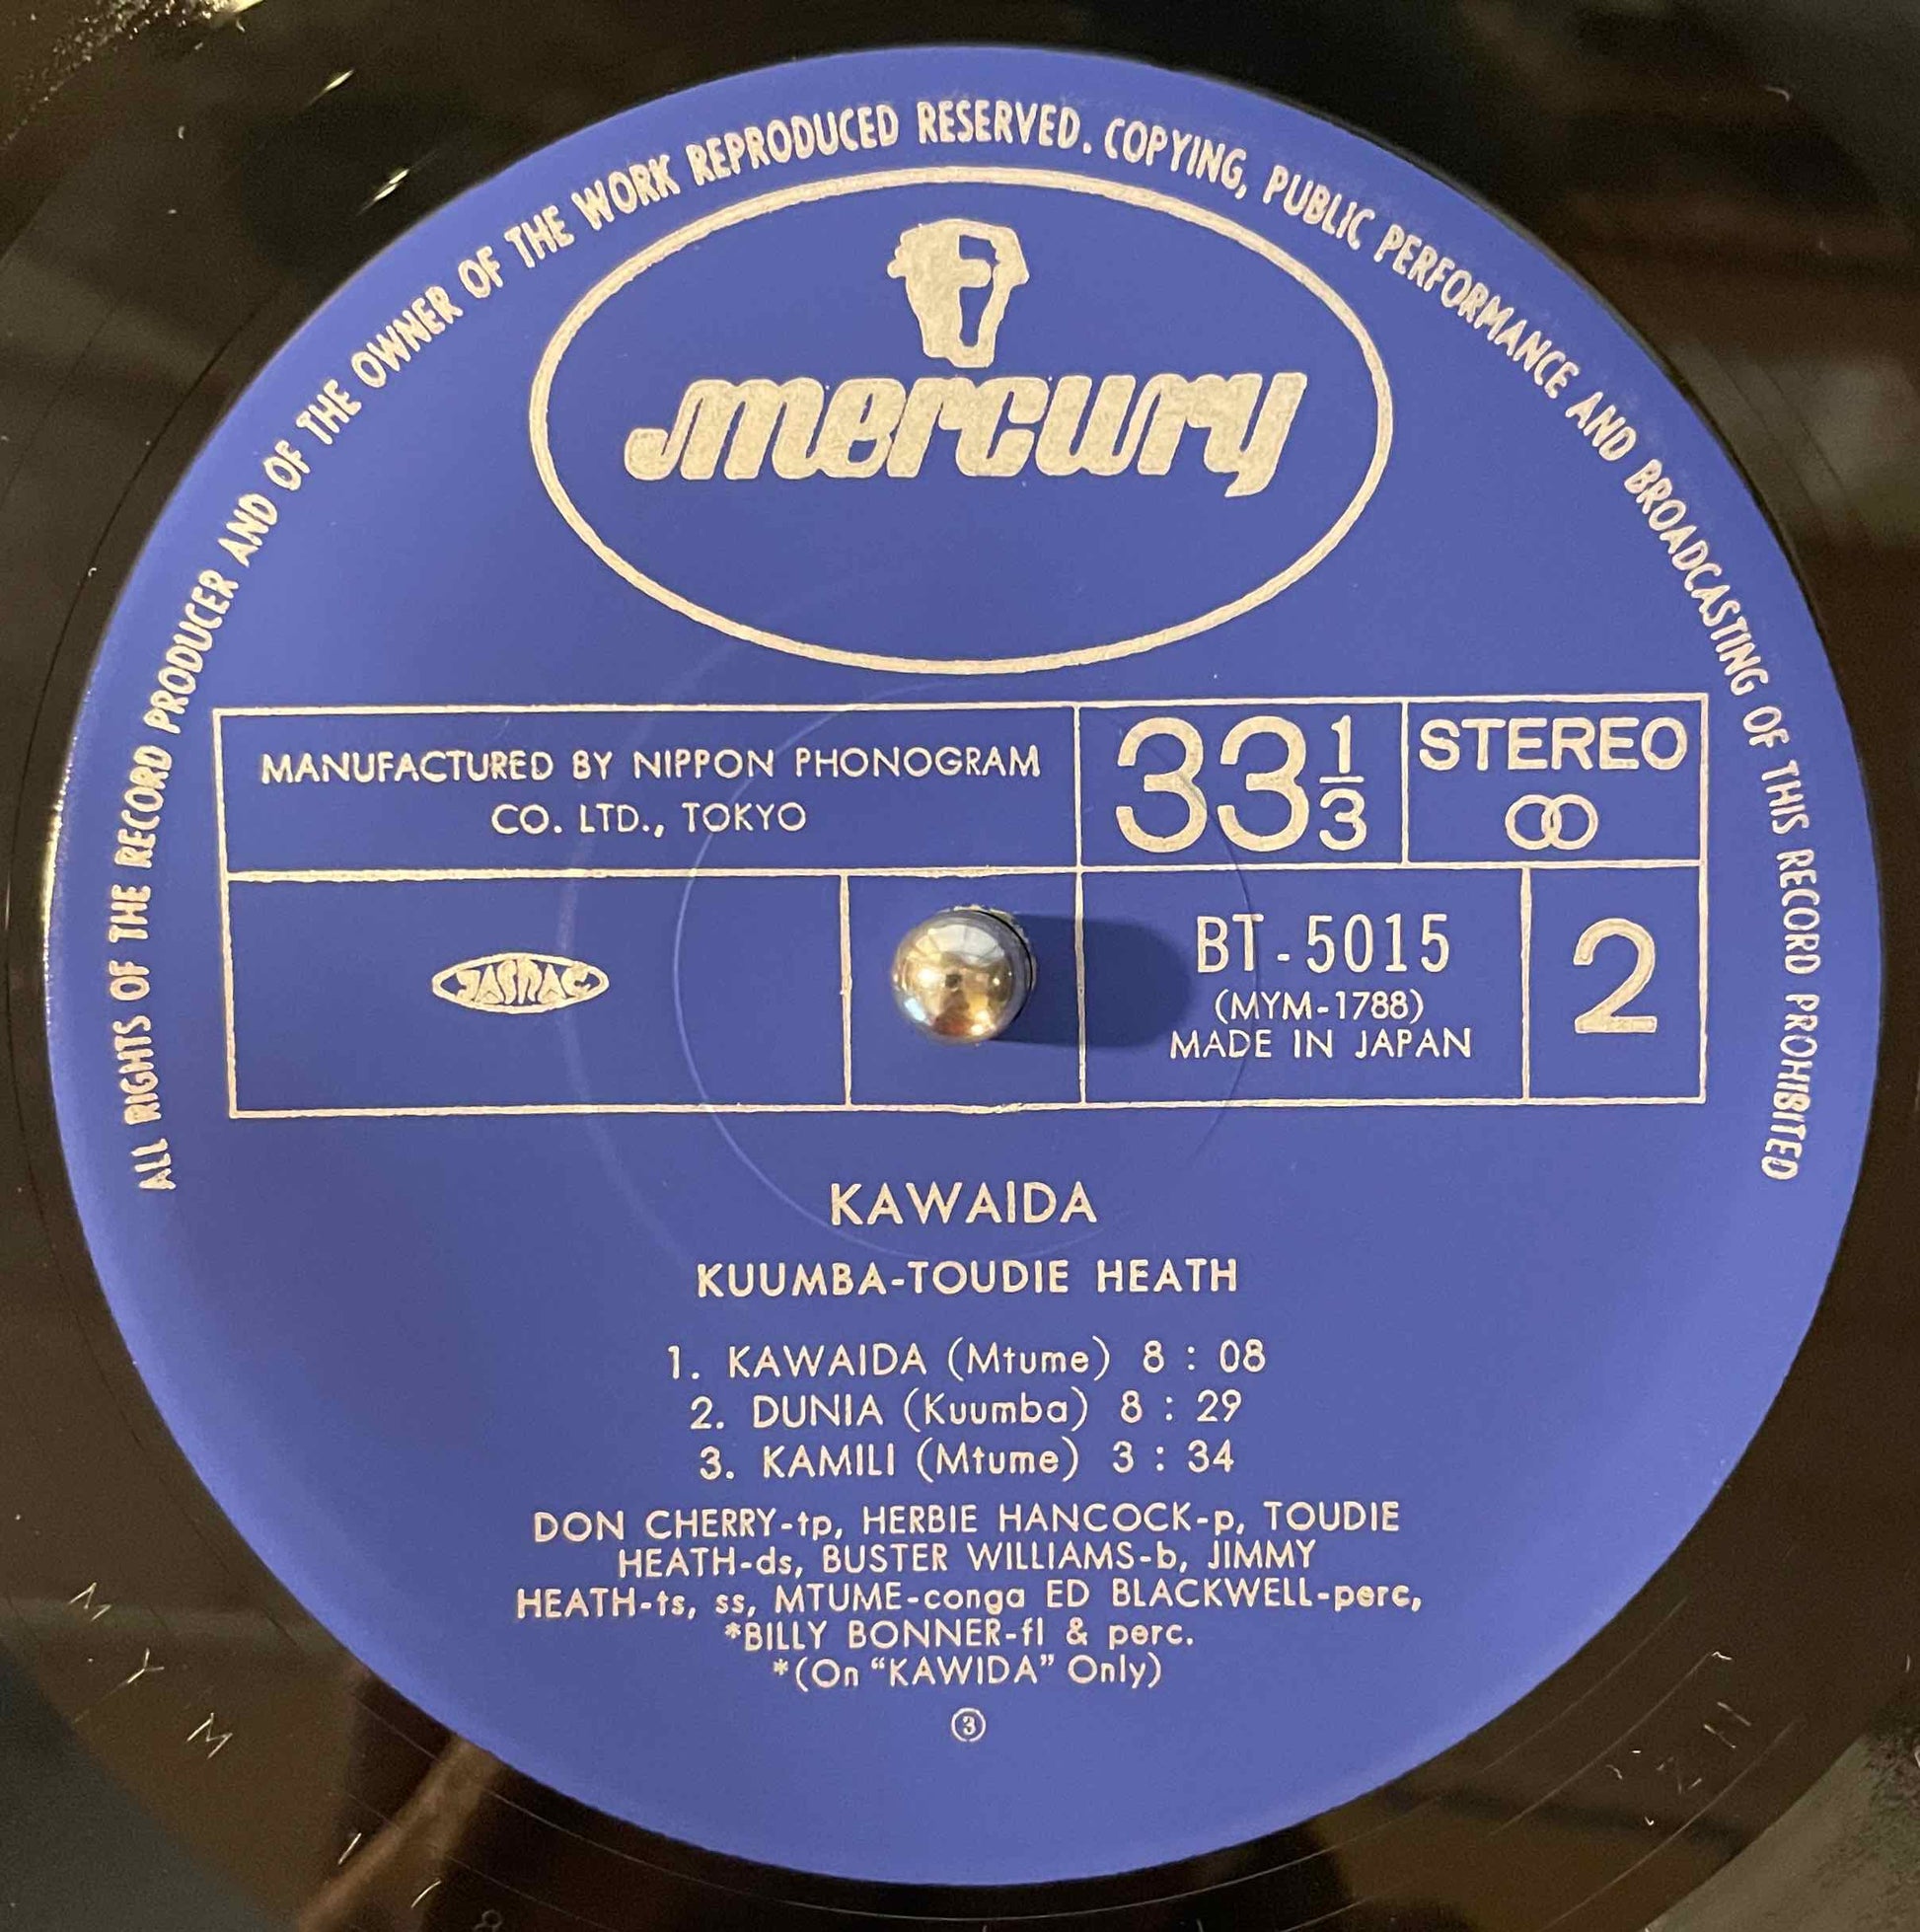 ALL RIGHTS OF THE RECORD PRODUCER AND OF THE OWNER OF THE WORK REPRODUCED RESERVED. COPYING, PUBLIC PERFORMANCE AND BROADCASTING OF THIS RECORD PROHIBITED
mercury
MANUFACTURED BY NIPPON PHONOGRAM
CO. LTD., TOKYO
33 1/3
STEREO
JASRAC
BT-5015
(MYM-1788)
MADE IN JAPAN
2
KAWAIDA
KUUMBA-TOUDIE HEATH
1. KAWAIDA (Mtume) 8 : 08
2. DUNIA (Kuumba) 8 : 29
3. KAMILI (Mtume) 3 : 34
DON CHERRY-tp, HERBIE HANCOCK-p, TOUDIE
HEATH-ds, BUSTER WILLIAMS-b, JIMMY
HEATH-ts, ss, MTUME-conga ED BLACKWELL-perc,
*BILLY BONNER-fl & perc.
*(On “KAWIDA” Only)
③
M Y M